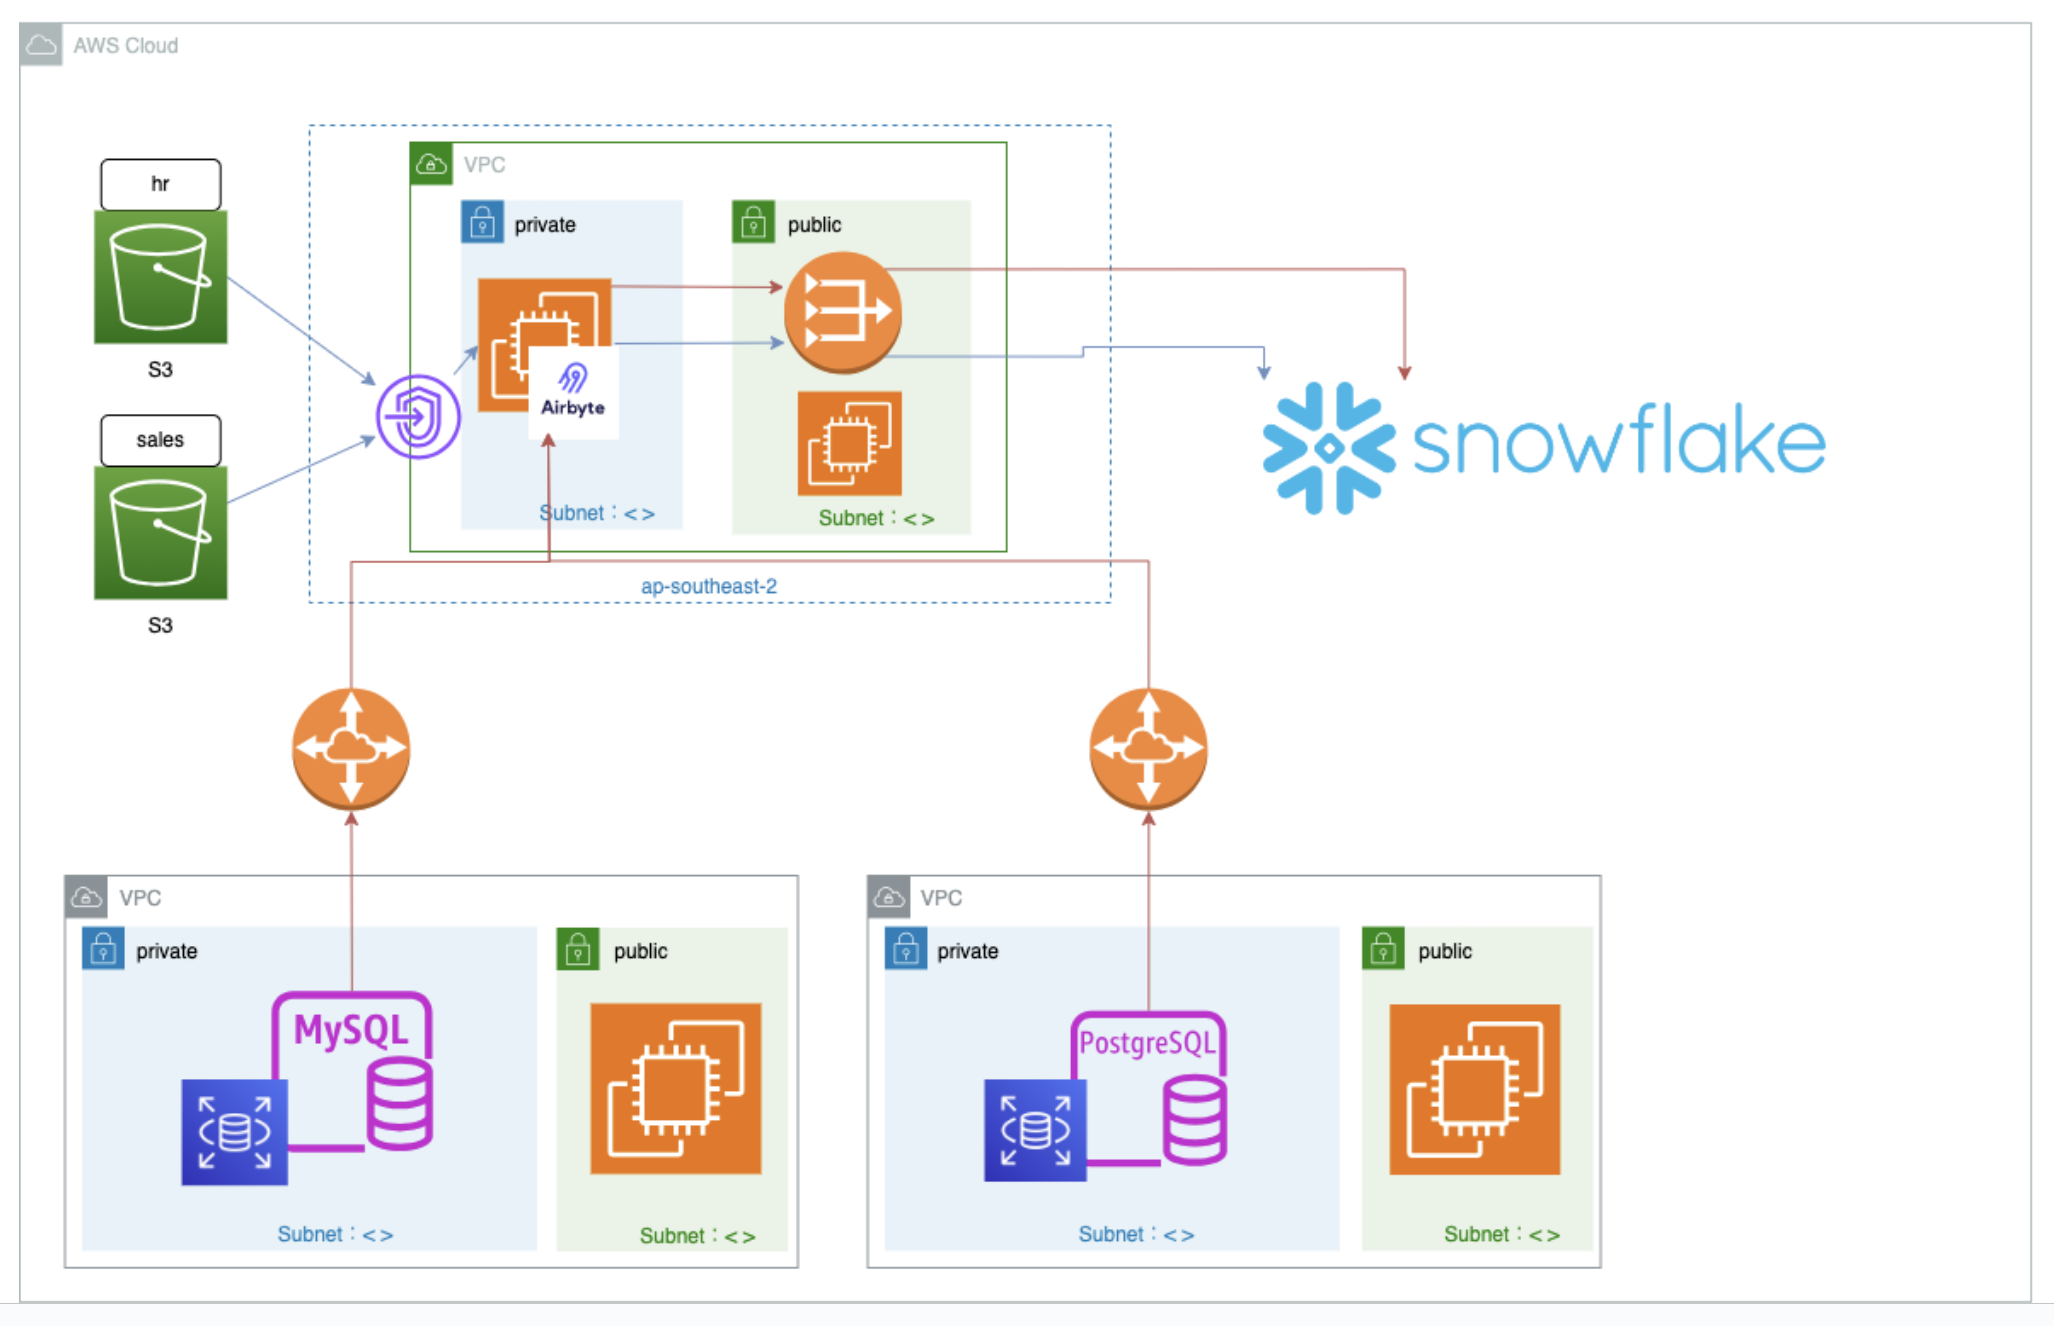 AWS Cloud
hr
S3
sales
S3
VPC
private
public
Airbyte
Subnet : < >
Subnet : < >
ap-southeast-2
snowflake
VPC
private
public
MySQL
Subnet : < >
Subnet : < >
VPC
private
public
PostgreSQL
Subnet : < >
Subnet : < >